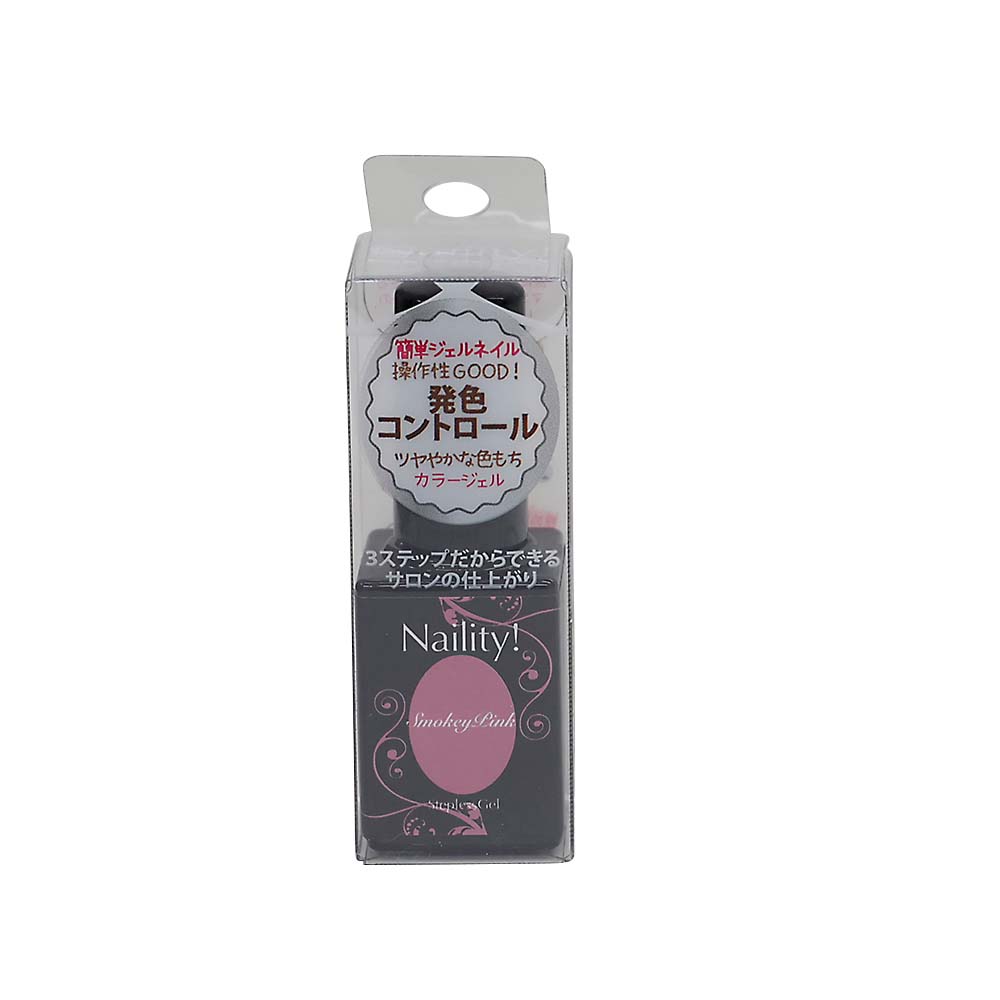 簡単ジェルネイル
操作性GOOD!
発色
コントロール
ツヤやかな色もち
カラージェル
3ステップだからできる
サロンの仕上がり
Naility!
Smokey Pink
Gel